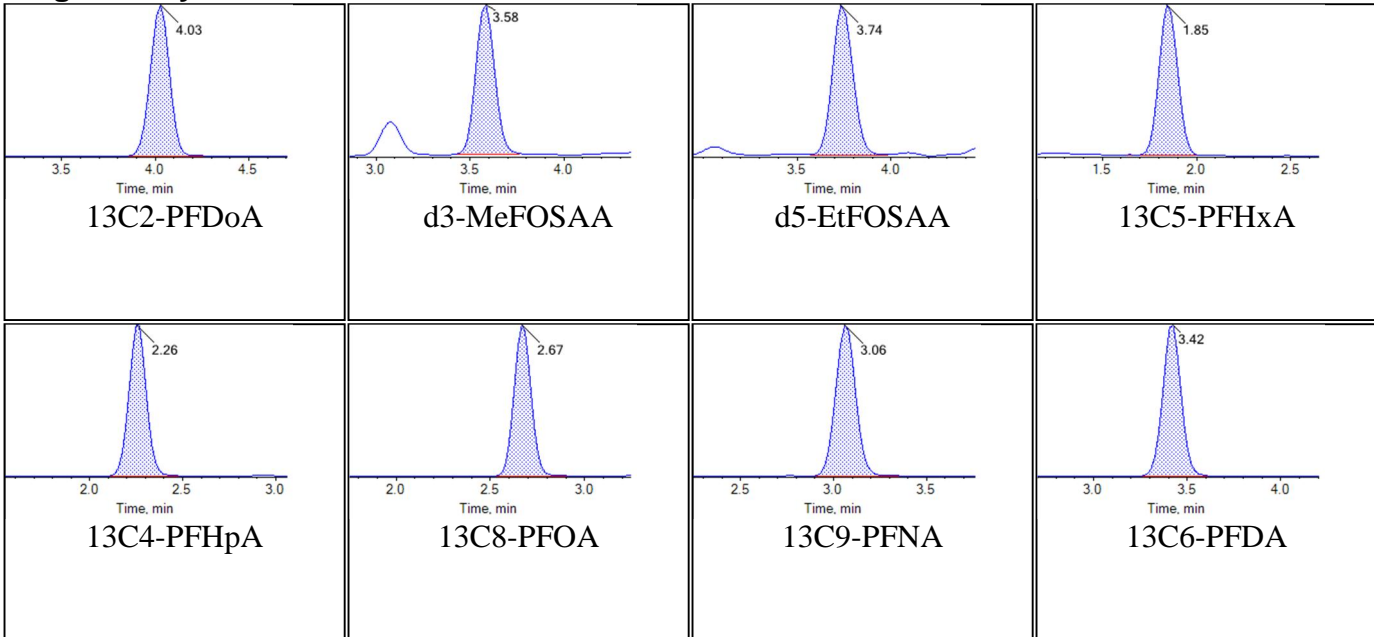 4.03
3.5 4.0 4.5
Time, min
13C2-PFDoA
3.58
3.0 3.5 4.0
Time, min
d3-MeFOSAA
3.74
3.5 4.0
Time, min
d5-EtFOSAA
1.85
1.5 2.0 2.5
Time, min
13C5-PFHxA
2.26
2.0 2.5 3.0
Time, min
13C4-PFHpA
2.67
2.0 2.5 3.0
Time, min
13C8-PFOA
3.06
2.5 3.0 3.5
Time, min
13C9-PFNA
3.42
3.0 3.5 4.0
Time, min
13C6-PFDA